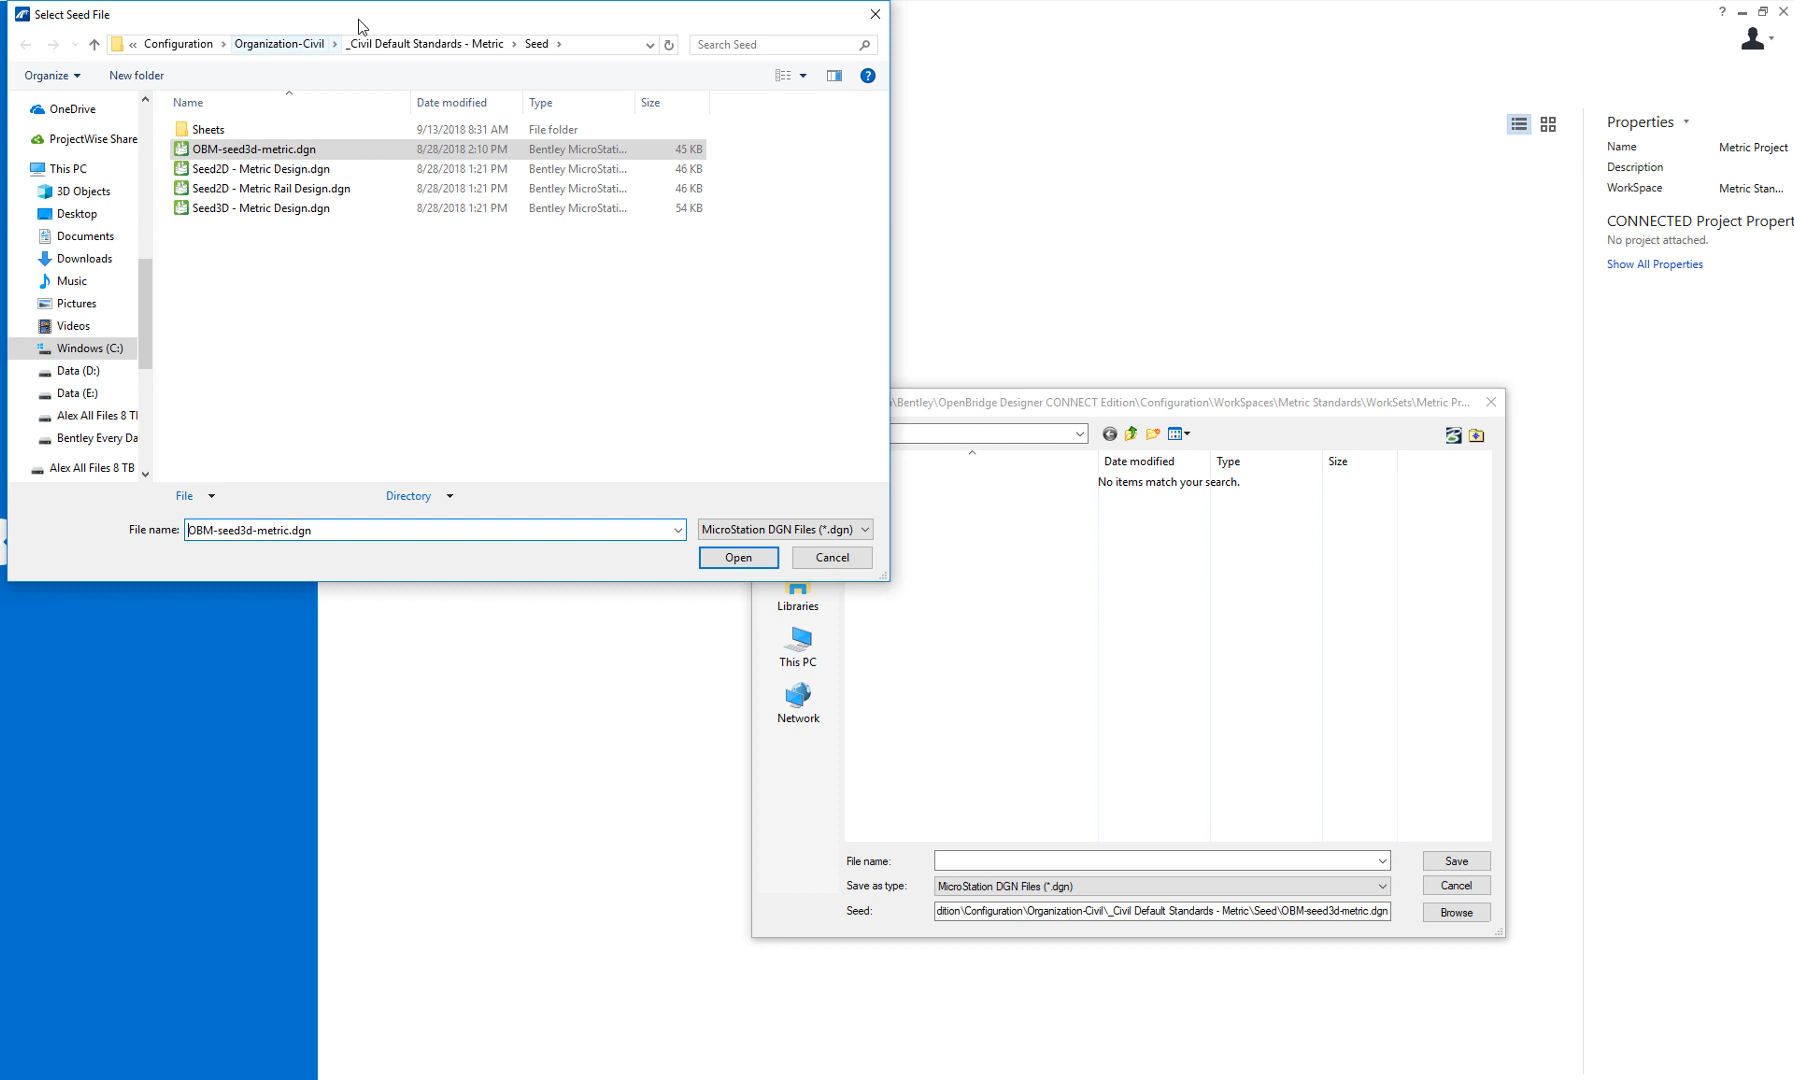 Select Seed File
« Configuration › Organization-Civil › _Civil Default Standards - Metric › Seed ›
Search Seed
Organize
New folder
?
Name
Date modified
Type
Size
Sheets
9/13/2018 8:31 AM
File folder
OBM-seed3d-metric.dgn
8/28/2018 2:10 PM
Bentley MicroStati...
45 KB
Seed2D - Metric Design.dgn
8/28/2018 1:21 PM
Bentley MicroStati...
46 KB
Seed2D - Metric Rail Design.dgn
8/28/2018 1:21 PM
Bentley MicroStati...
46 KB
Seed3D - Metric Design.dgn
8/28/2018 1:21 PM
Bentley MicroStati...
54 KB
OneDrive
ProjectWise Share
This PC
3D Objects
Desktop
Documents
Downloads
Music
Pictures
Videos
Windows (C:)
Data (D:)
Data (E:)
Alex All Files 8 T
Bentley Every Da
Alex All Files 8 TB
File
Directory
File name:
OBM-seed3d-metric.dgn
MicroStation DGN Files (*.dgn)
Open
Cancel
?
Properties
Name
Metric Project
Description
WorkSpace
Metric Stan...
CONNECTED Project Propert
No project attached.
Show All Properties
\Bentley\OpenBridge Designer CONNECT Edition\Configuration\WorkSpaces\Metric Standards\WorkSets\Metric Pr...
Date modified
Type
Size
No items match your search.
Libraries
This PC
Network
File name:
Save
Save as type:
MicroStation DGN Files (*.dgn)
Cancel
Seed:
dition\Configuration\Organization-Civil\_Civil Default Standards - Metric\Seed\OBM-seed3d-metric.dgn
Browse